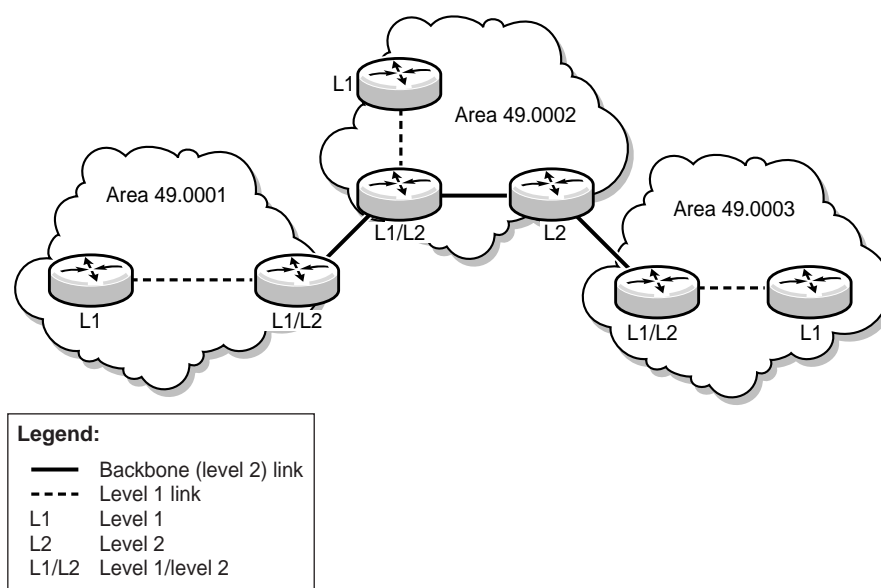 L1
Area 49.0002
Area 49.0001
L1/L2
L2
Area 49.0003
L1
L1/L2
L1/L2
L1
Legend:
Backbone (level 2) link
Level 1 link
L1 Level 1
L2 Level 2
L1/L2 Level 1/level 2